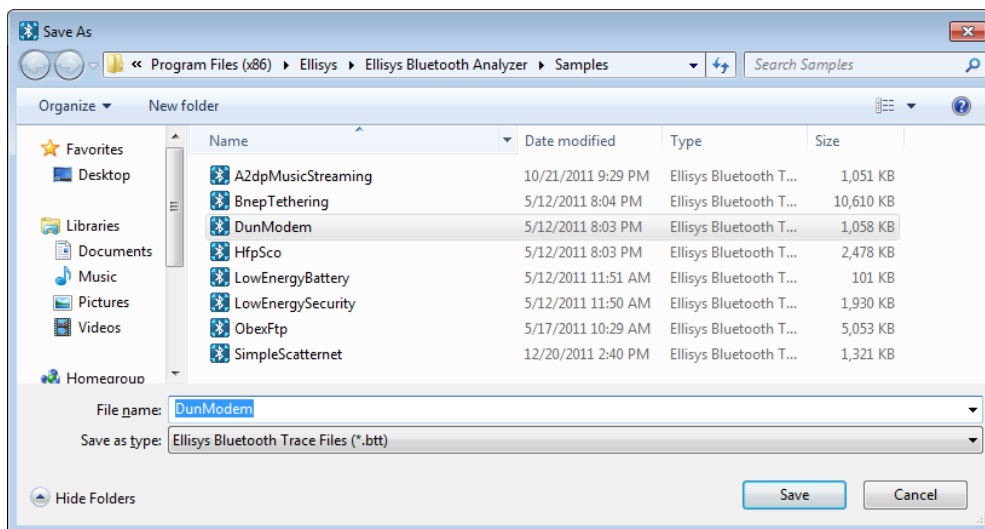 Save As
« Program Files (x86) ▸ Ellisys ▸ Ellisys Bluetooth Analyzer ▸ Samples Search Samples
Organize New folder
Favorites
Desktop
Libraries
Documents
Music
Pictures
Videos
Homegroup
Name Date modified Type Size
A2dpMusicStreaming 10/21/2011 9:29 PM Ellisys Bluetooth T... 1,051 KB
BnepTethering 5/12/2011 8:04 PM Ellisys Bluetooth T... 10,610 KB
DunModem 5/12/2011 8:03 PM Ellisys Bluetooth T... 1,058 KB
HfpSco 5/12/2011 8:03 PM Ellisys Bluetooth T... 2,478 KB
LowEnergyBattery 5/12/2011 11:51 AM Ellisys Bluetooth T... 101 KB
LowEnergySecurity 5/12/2011 11:50 AM Ellisys Bluetooth T... 1,930 KB
ObexFtp 5/17/2011 10:29 AM Ellisys Bluetooth T... 5,053 KB
SimpleScatternet 12/20/2011 2:40 PM Ellisys Bluetooth T... 1,321 KB
File name: DunModem
Save as type: Ellisys Bluetooth Trace Files (*.btt)
Hide Folders Save Cancel